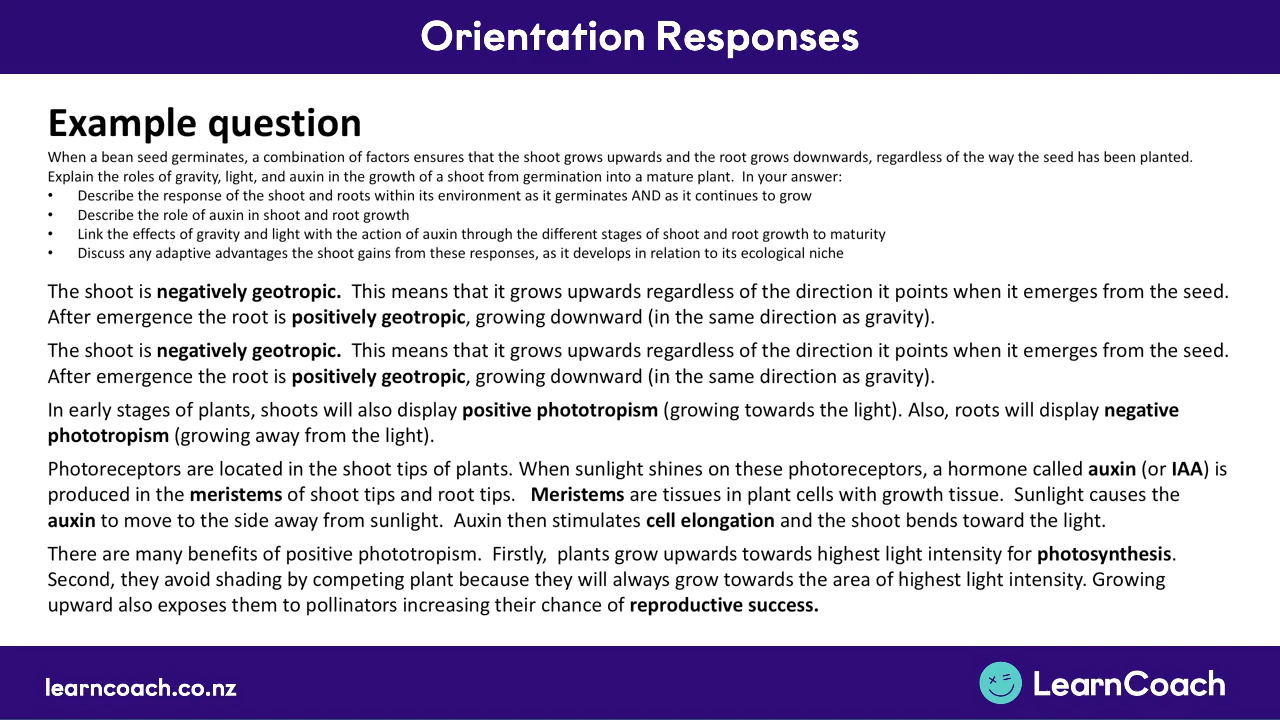 Orientation Responses
Example question
When a bean seed germinates, a combination of factors ensures that the shoot grows upwards and the root grows downwards, regardless of the way the seed has been planted.
Explain the roles of gravity, light, and auxin in the growth of a shoot from germination into a mature plant.  In your answer:
• Describe the response of the shoot and roots within its environment as it germinates AND as it continues to grow
• Describe the role of auxin in shoot and root growth
• Link the effects of gravity and light with the action of auxin through the different stages of shoot and root growth to maturity
• Discuss any adaptive advantages the shoot gains from these responses, as it develops in relation to its ecological niche
The shoot is negatively geotropic.  This means that it grows upwards regardless of the direction it points when it emerges from the seed.
After emergence the root is positively geotropic, growing downward (in the same direction as gravity).
The shoot is negatively geotropic.  This means that it grows upwards regardless of the direction it points when it emerges from the seed.
After emergence the root is positively geotropic, growing downward (in the same direction as gravity).
In early stages of plants, shoots will also display positive phototropism (growing towards the light). Also, roots will display negative
phototropism (growing away from the light).
Photoreceptors are located in the shoot tips of plants. When sunlight shines on these photoreceptors, a hormone called auxin (or IAA) is
produced in the meristems of shoot tips and root tips.   Meristems are tissues in plant cells with growth tissue.  Sunlight causes the
auxin to move to the side away from sunlight.  Auxin then stimulates cell elongation and the shoot bends toward the light.
There are many benefits of positive phototropism.  Firstly,  plants grow upwards towards highest light intensity for photosynthesis.
Second, they avoid shading by competing plant because they will always grow towards the area of highest light intensity. Growing
upward also exposes them to pollinators increasing their chance of reproductive success.
learncoach.co.nz
LearnCoach